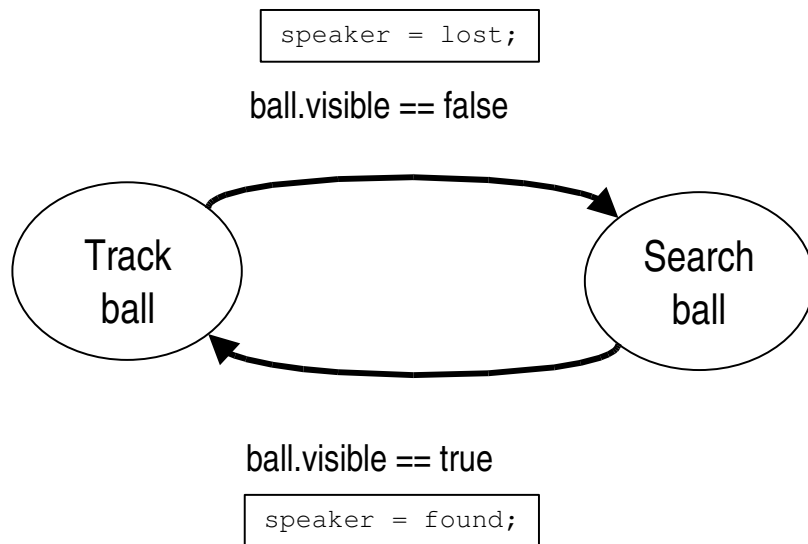 speaker = lost;
ball.visible == false
Track
ball
Search
ball
ball.visible == true
speaker = found;